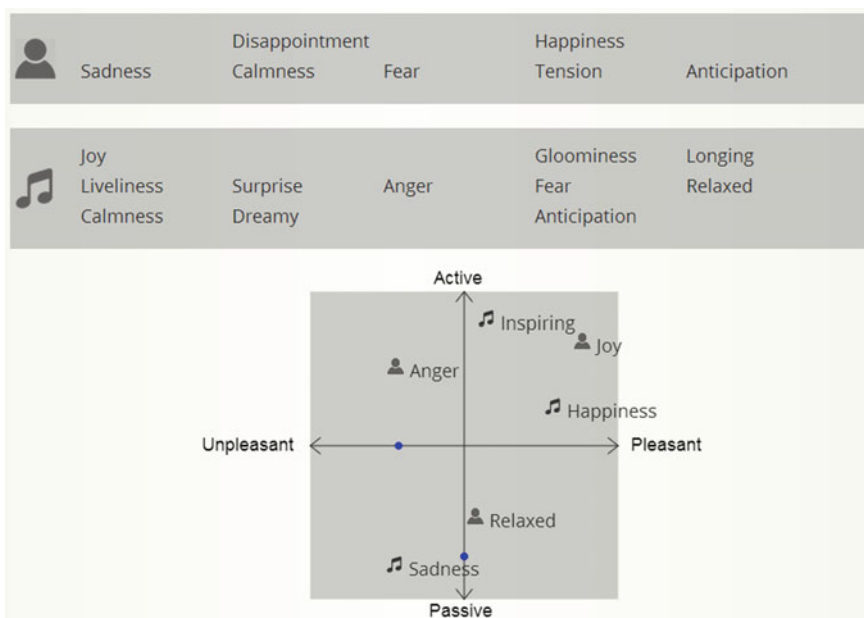 Disappointment Happiness
Sadness Calmness Fear Tension Anticipation
Joy Gloominess Longing
Liveliness Surprise Anger Fear Relaxed
Calmness Dreamy Anticipation
Active
Inspiring
Joy
Anger
Happiness
Unpleasant Pleasant
Relaxed
Sadness
Passive